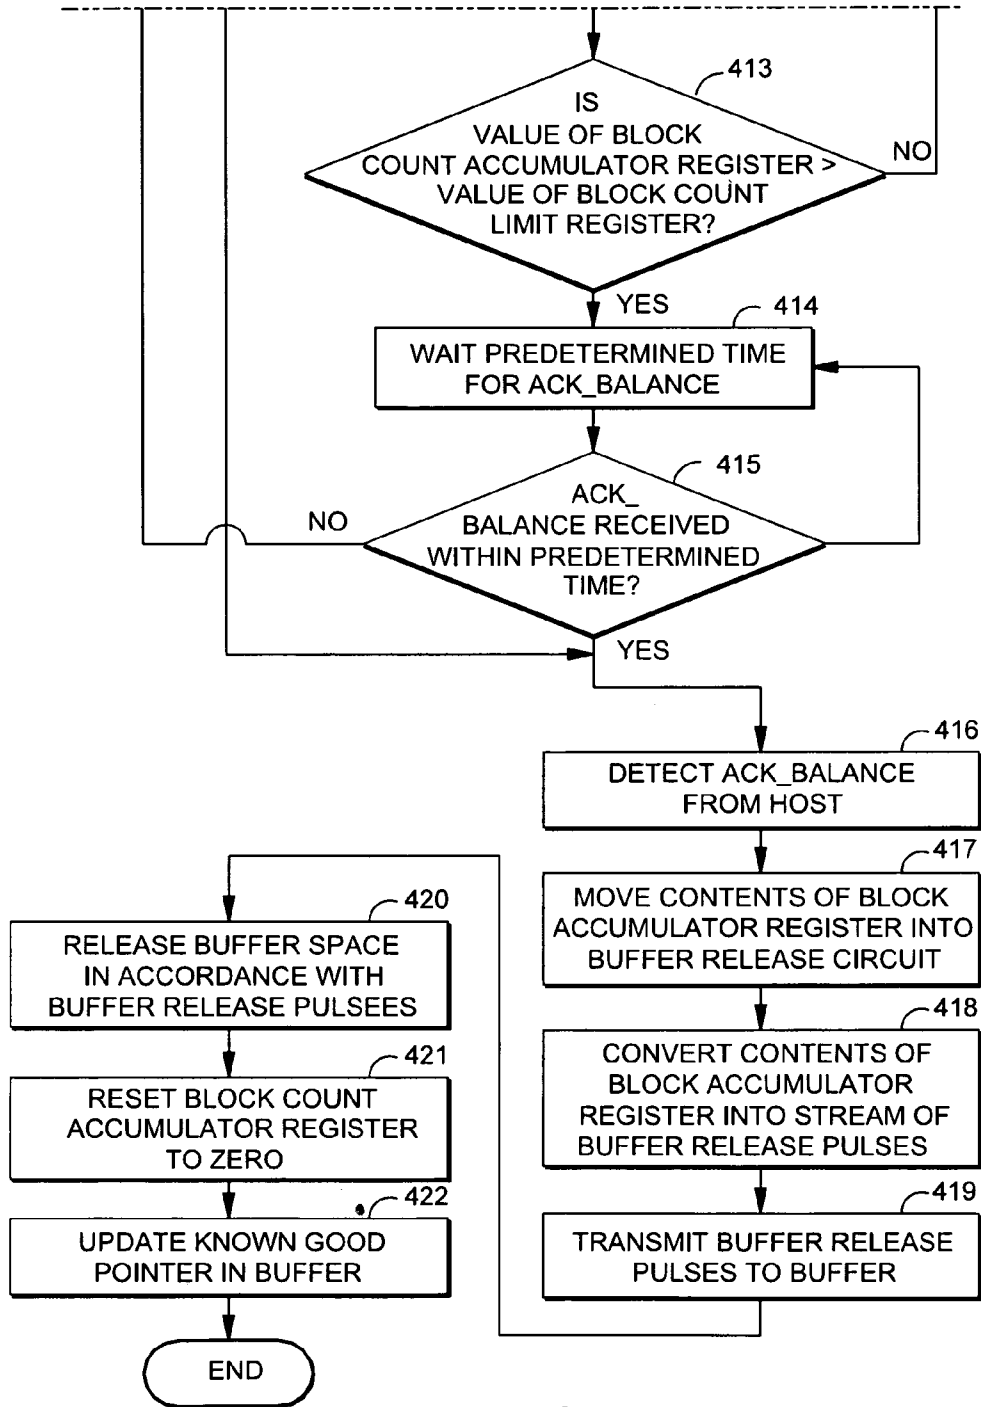 413
IS
VALUE OF BLOCK
COUNT ACCUMULATOR REGISTER >
VALUE OF BLOCK COUNT
LIMIT REGISTER?
NO
YES
414
WAIT PREDETERMINED TIME
FOR ACK_BALANCE
415
ACK_
BALANCE RECEIVED
WITHIN PREDETERMINED
TIME?
NO
YES
416
DETECT ACK_BALANCE
FROM HOST
417
MOVE CONTENTS OF BLOCK
ACCUMULATOR REGISTER INTO
BUFFER RELEASE CIRCUIT
418
CONVERT CONTENTS OF
BLOCK ACCUMULATOR
REGISTER INTO STREAM OF
BUFFER RELEASE PULSES
419
TRANSMIT BUFFER RELEASE
PULSES TO BUFFER
420
RELEASE BUFFER SPACE
IN ACCORDANCE WITH
BUFFER RELEASE PULSEES
421
RESET BLOCK COUNT
ACCUMULATOR REGISTER
TO ZERO
422
UPDATE KNOWN GOOD
POINTER IN BUFFER
END